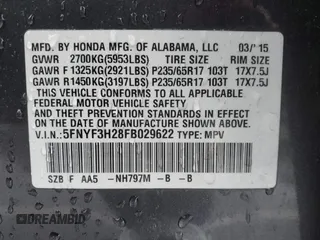 MFD. BY HONDA MFG. OF ALABAMA, LLC 03/'15
GVWR 2700KG(5953LBS) TIRE SIZE RIM SIZE
GAWR F 1325KG(2921LBS) P235/65R17 103T 17X7.5J
GAWR R 1450KG(3197LBS) P235/65R17 103T 17X7.5J
THIS VEHICLE CONFORMS TO ALL APPLICABLE
FEDERAL MOTOR VEHICLE SAFETY AND THEFT
PREVENTION STANDARDS IN EFFECT ON THE
DATE OF MANUFACTURE SHOWN ABOVE.
V.I.N: 5FNYF3H28FB029622 TYPE: MPV
SZB F AA5 -NH797M -B -B
DREAMBID